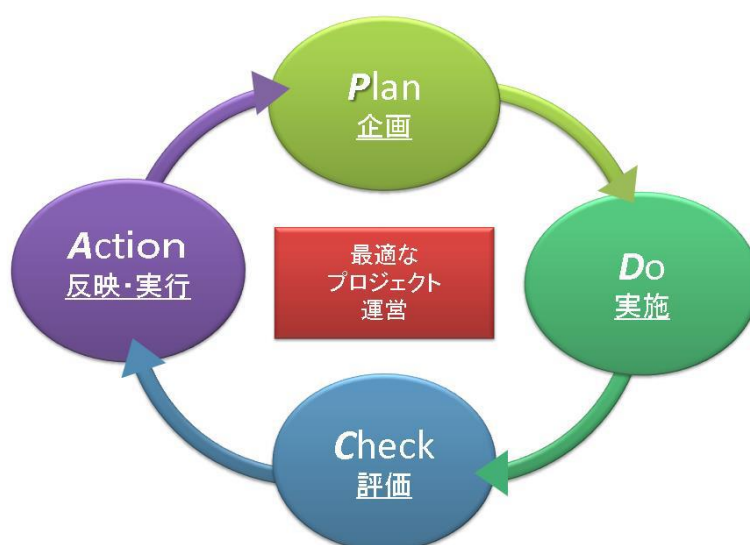 Plan
企画
Do
実施
Check
評価
Action
反映・実行
最適な
プロジェクト
運営